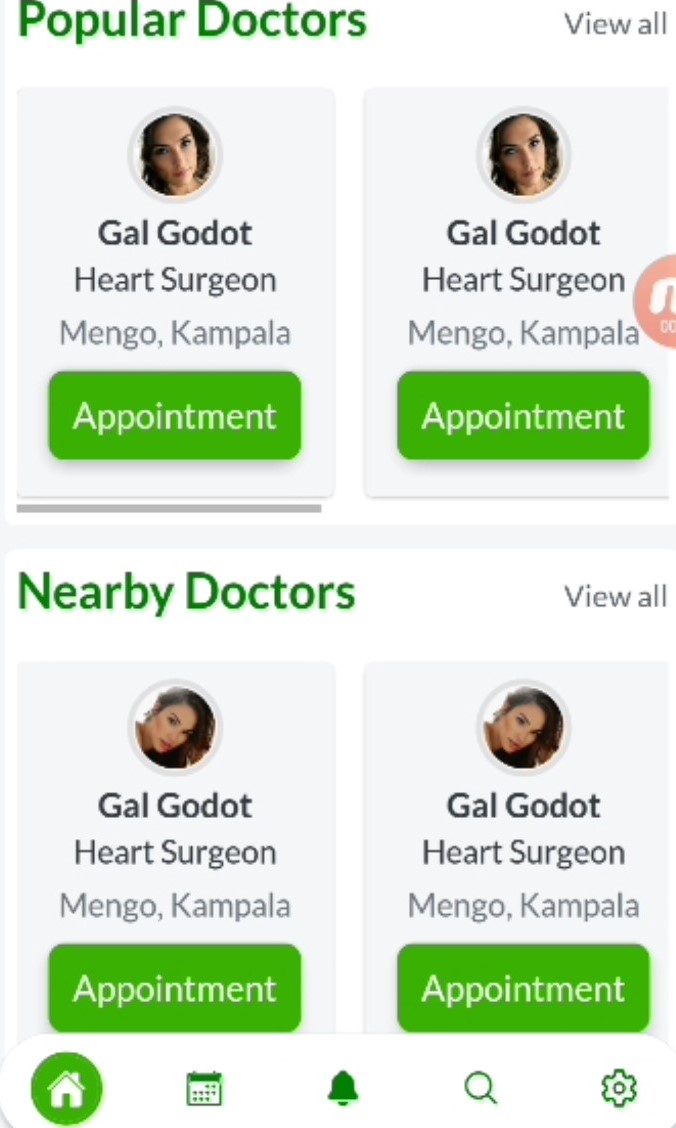 Popular Doctors View all
Gal Godot Gal Godot
Heart Surgeon Heart Surgeon
Mengo, Kampala Mengo, Kampala
Appointment Appointment
Nearby Doctors View all
Gal Godot Gal Godot
Heart Surgeon Heart Surgeon
Mengo, Kampala Mengo, Kampala
Appointment Appointment